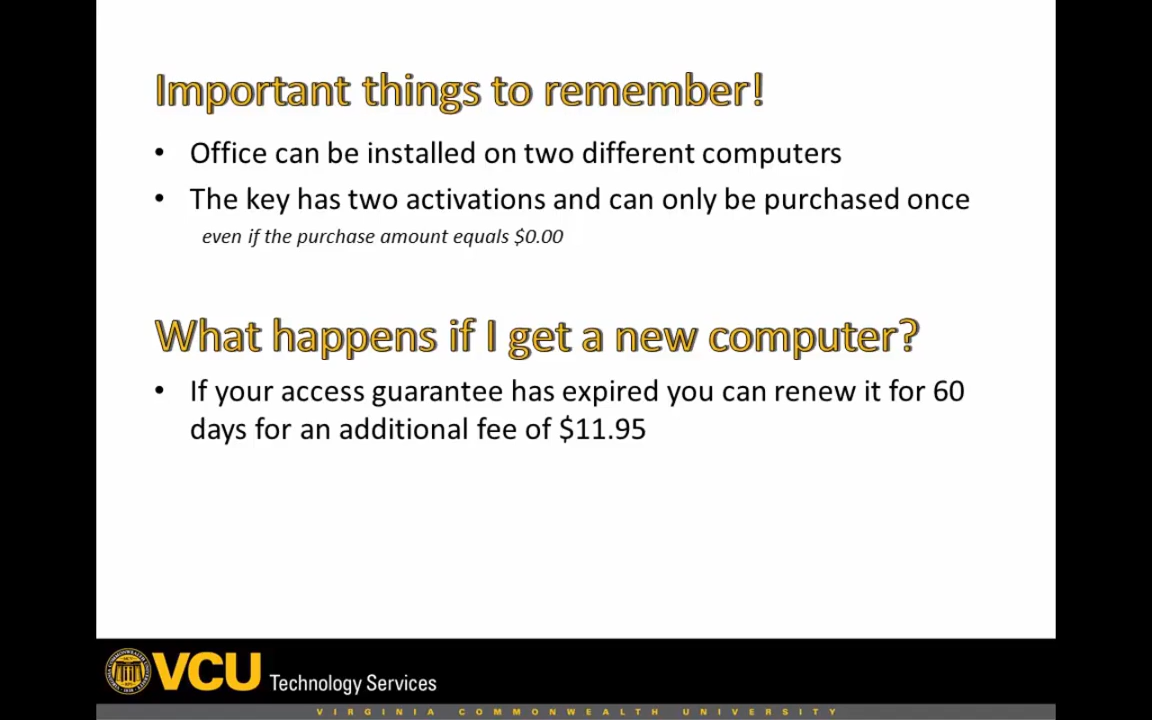 Important things to remember!
• Office can be installed on two different computers
• The key has two activations and can only be purchased once
even if the purchase amount equals $0.00
What happens if I get a new computer?
• If your access guarantee has expired you can renew it for 60
days for an additional fee of $11.95
VCU Technology Services
VIRGINIA COMMONWEALTH UNIVERSITY